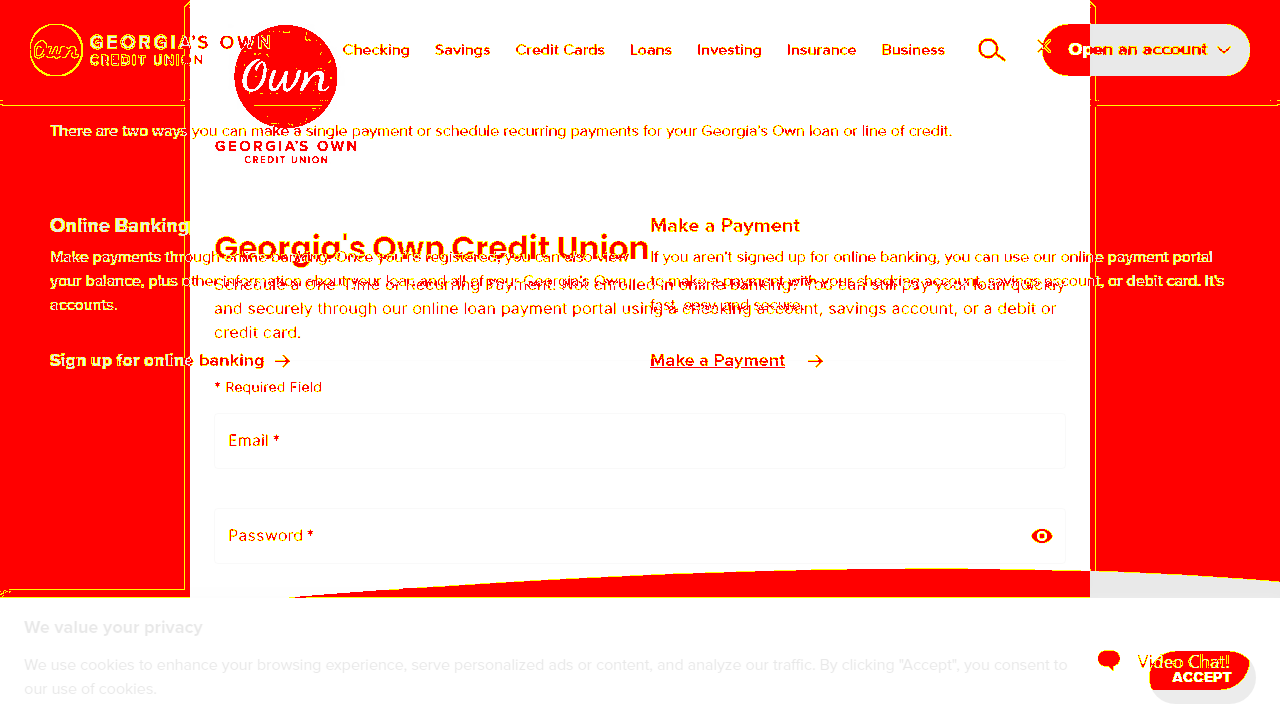 GEORGIA'S OWN
CREDIT UNION
Own
Checking
Savings
Credit Cards
Loans
Investing
Insurance
Business
Open an account
Own
GEORGIA'S OWN
CREDIT UNION
There are two ways you can make a single payment or schedule recurring payments for your Georgia's Own loan or line of credit.
Online Banking
Make payments through online banking. Once you're registered, you can also view
your balance, plus other information about your loan and all of your Georgia's Own
accounts.
Sign up for online banking
Make a Payment
If you aren't signed up for online banking, you can use our online payment portal
to make a payment with your checking account, savings account, or debit card. It's
fast, easy and secure.
Make a Payment
Georgia's Own Credit Union
Schedule a One-Time or Recurring Payment. Not enrolled in online banking? You can still pay your loan quickly
and securely through our online loan payment portal using a checking account, savings account, or a debit or
credit card.
* Required Field
Email *
Password *
We value your privacy
We use cookies to enhance your browsing experience, serve personalized ads or content, and analyze our traffic. By clicking "Accept", you consent to
our use of cookies.
Video Chat!
ACCEPT